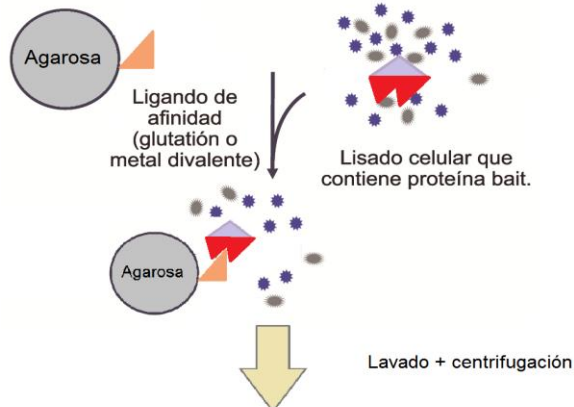 Agarosa
Ligando de
afinidad
(glutatión o
metal divalente)
Lisado celular que
contiene proteína bait.
Agarosa
Lavado + centrifugación